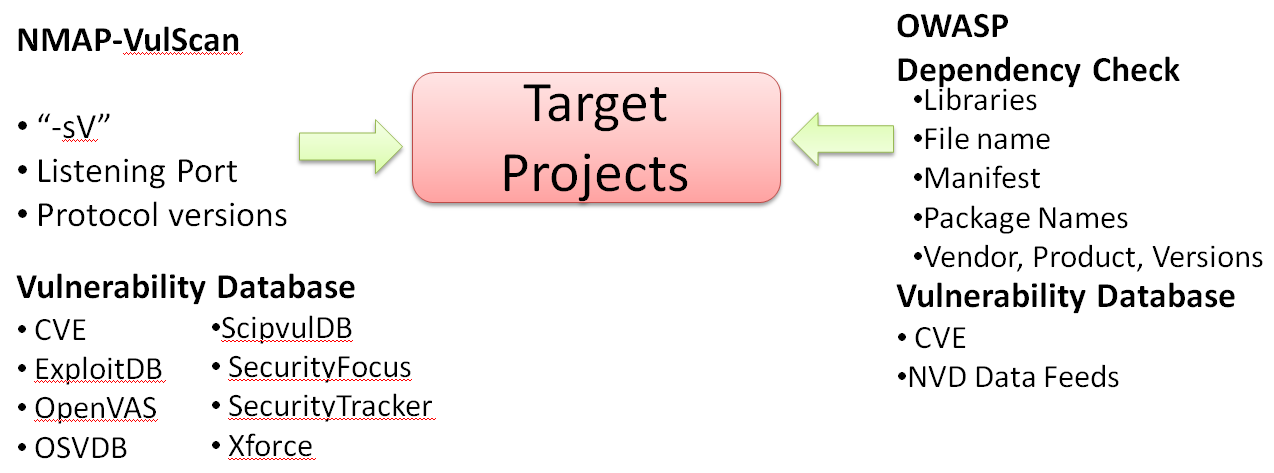 NMAP-VulScan
• “-sV”
• Listening Port
• Protocol versions
Vulnerability Database
• CVE
• ExploitDB
• OpenVAS
• OSVDB
•ScipvulDB
• SecurityFocus
• SecurityTracker
• Xforce
Target
Projects
OWASP
Dependency Check
•Libraries
•File name
•Manifest
•Package Names
•Vendor, Product, Versions
Vulnerability Database
• CVE
•NVD Data Feeds